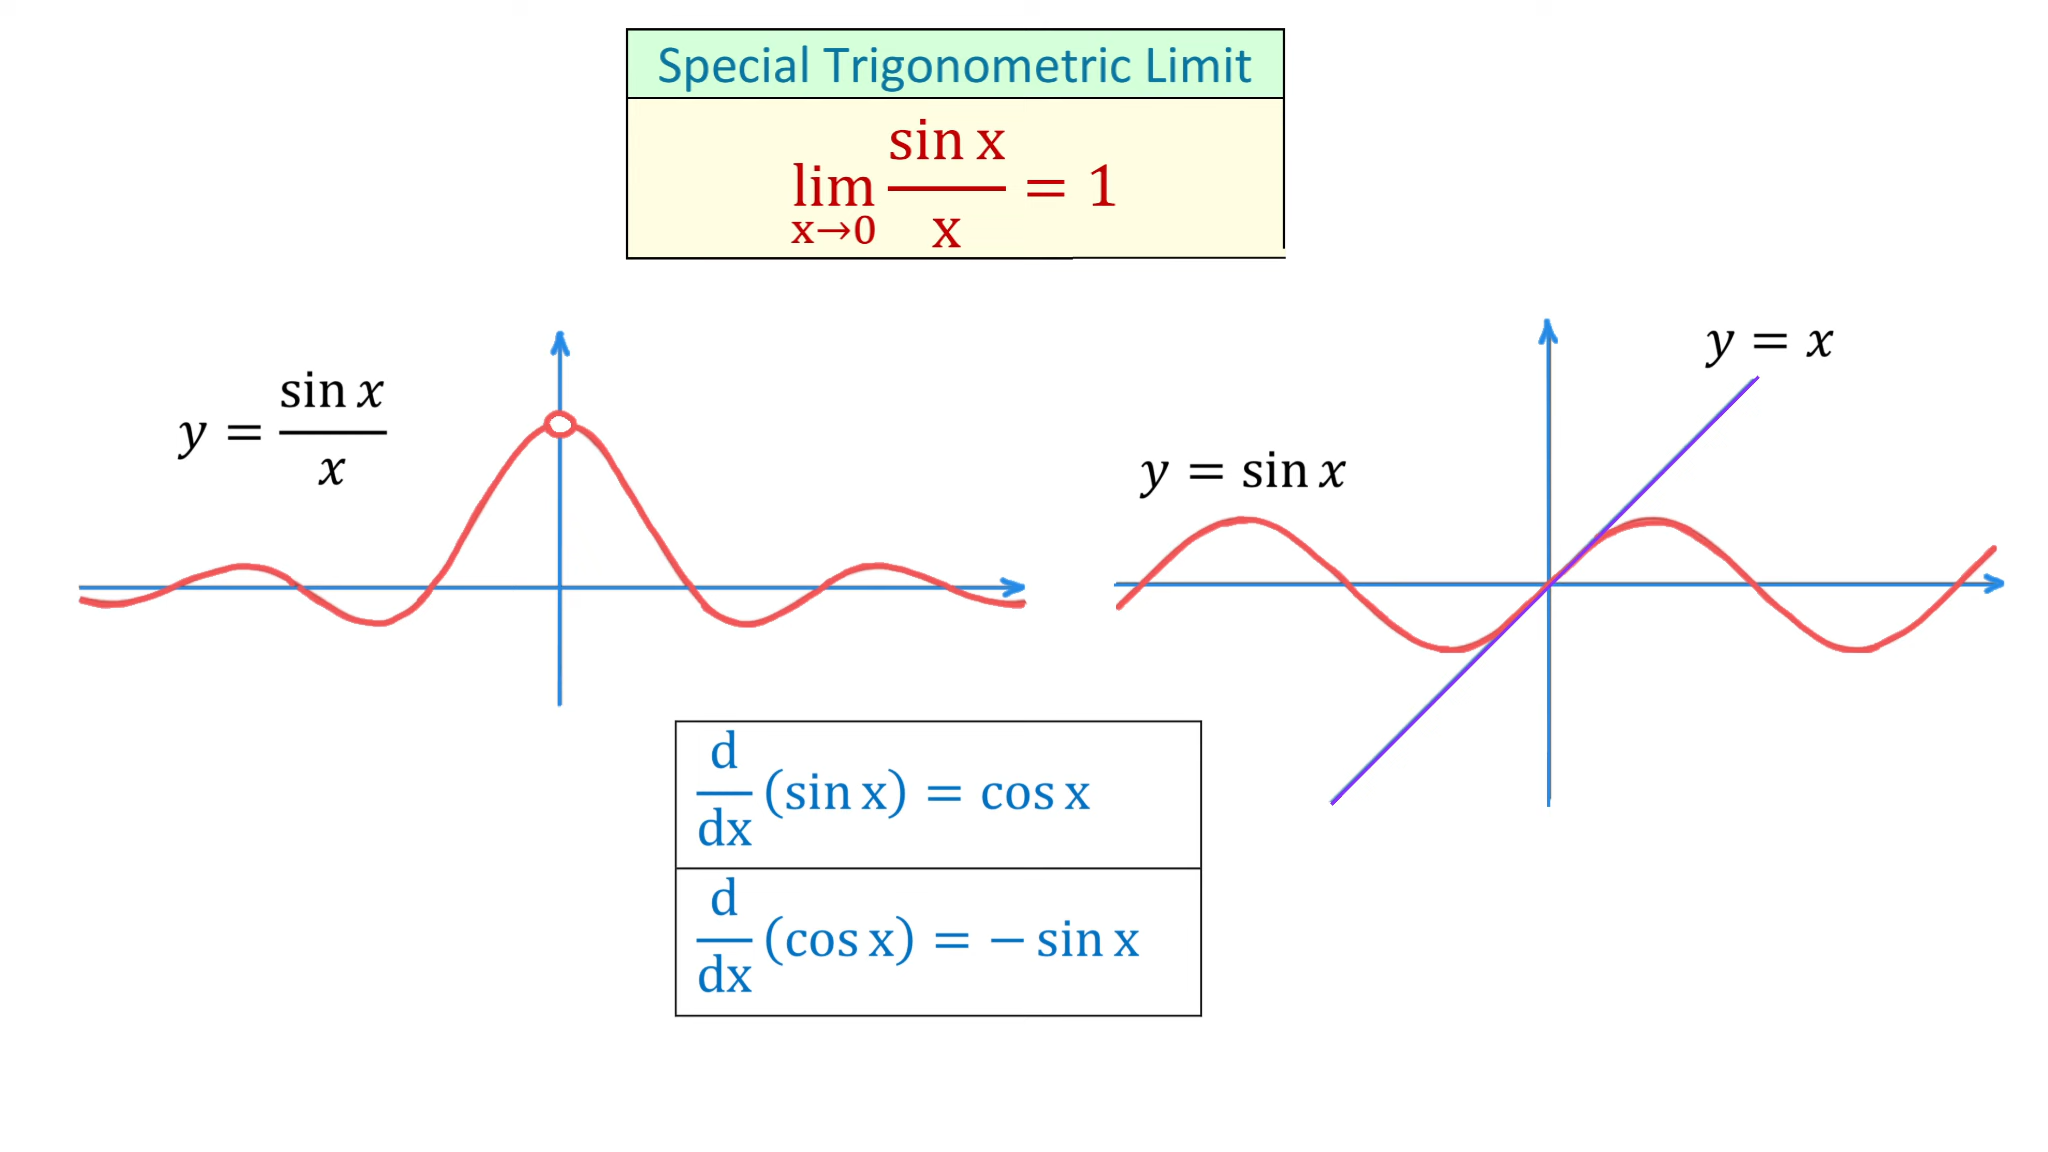 Special Trigonometric Limit
lim x→0 sin x / x = 1
y = sin x / x
y = x
y = sin x
d/dx (sin x) = cos x
d/dx (cos x) = − sin x